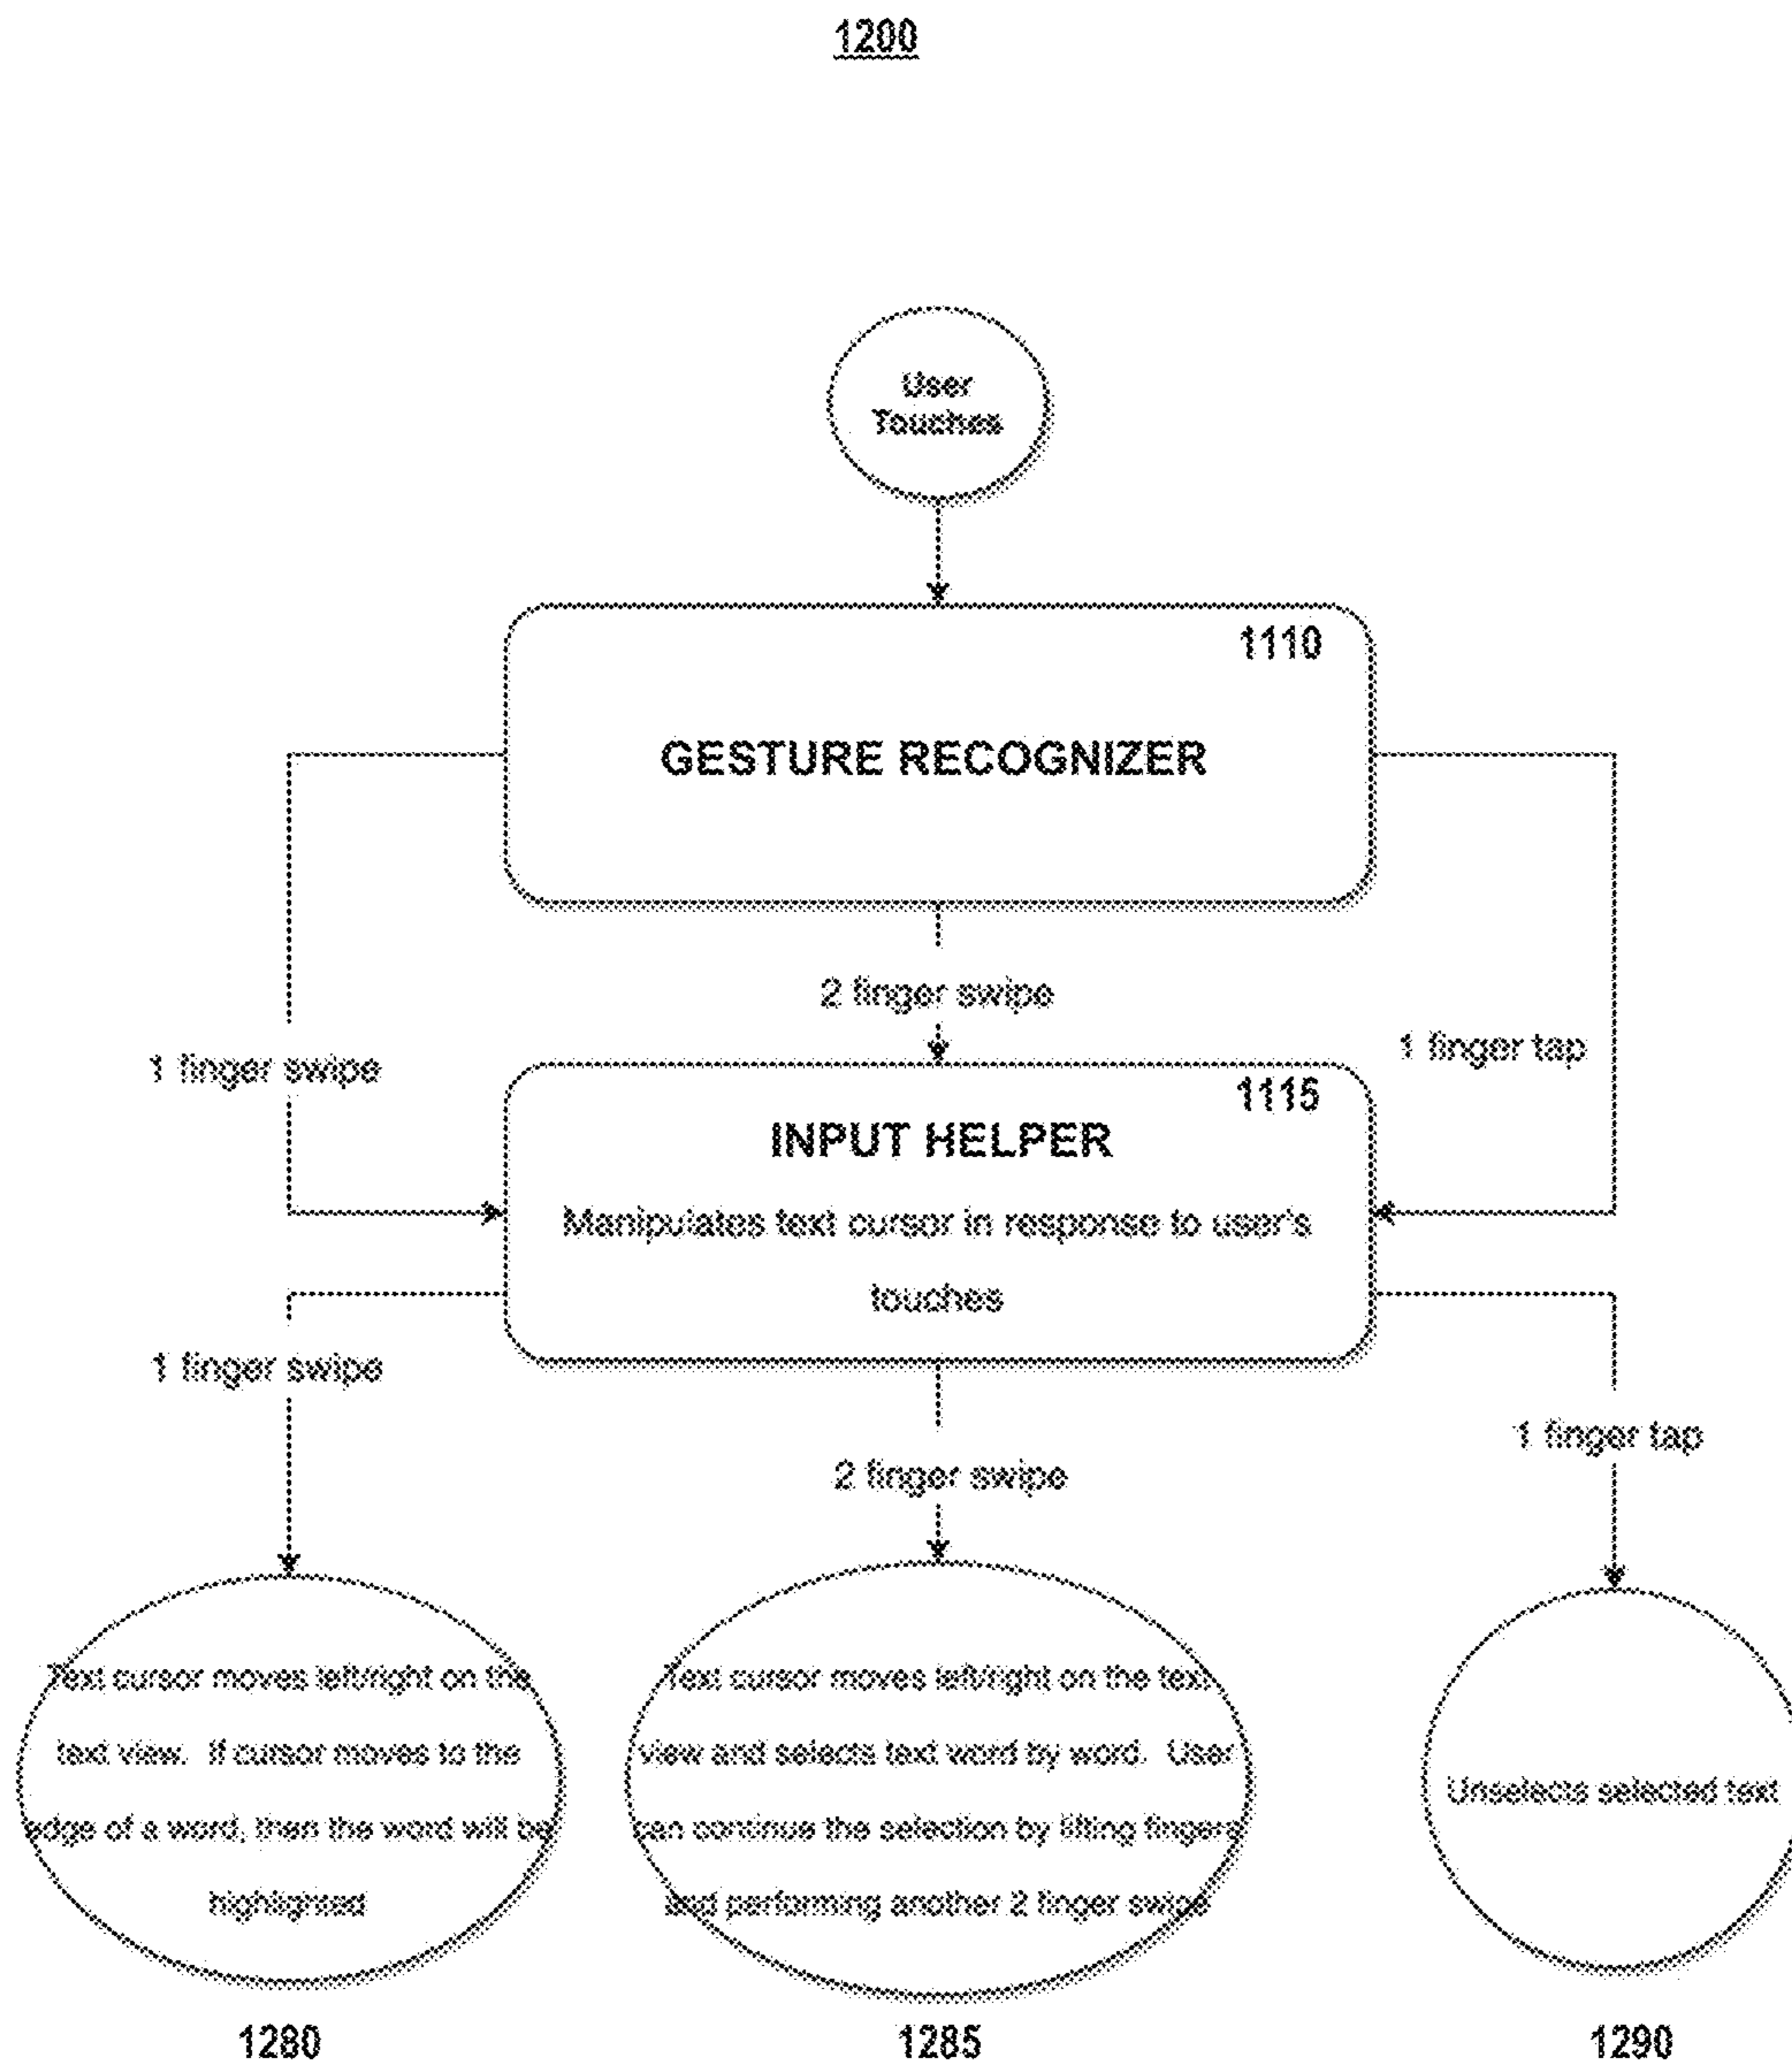 1200
User
Touches
1110
GESTURE RECOGNIZER
2 finger swipe
1 finger swipe
1 finger tap
1115
INPUT HELPER
Manipulates text cursor in response to user's
touches
1 finger swipe
2 finger swipe
1 finger tap
Text cursor moves left/right on the
text view. If cursor moves to the
edge of a word, then the word will be
highlighted
Text cursor moves left/right on the text
view and selects text word by word. User
can continue the selection by lifting fingers
and performing another 2 finger swipe
Unselects selected text
1280
1285
1290